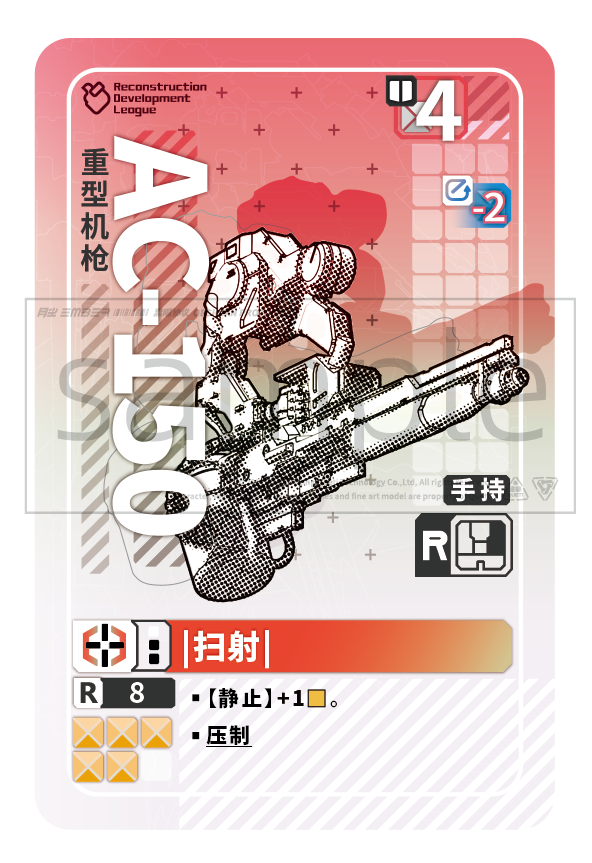 Reconstruction
Development
League
4
重型机枪
AC-150
-2
sample
手持
R
|扫射|
R 8
▪【静止】+1。
▪压制